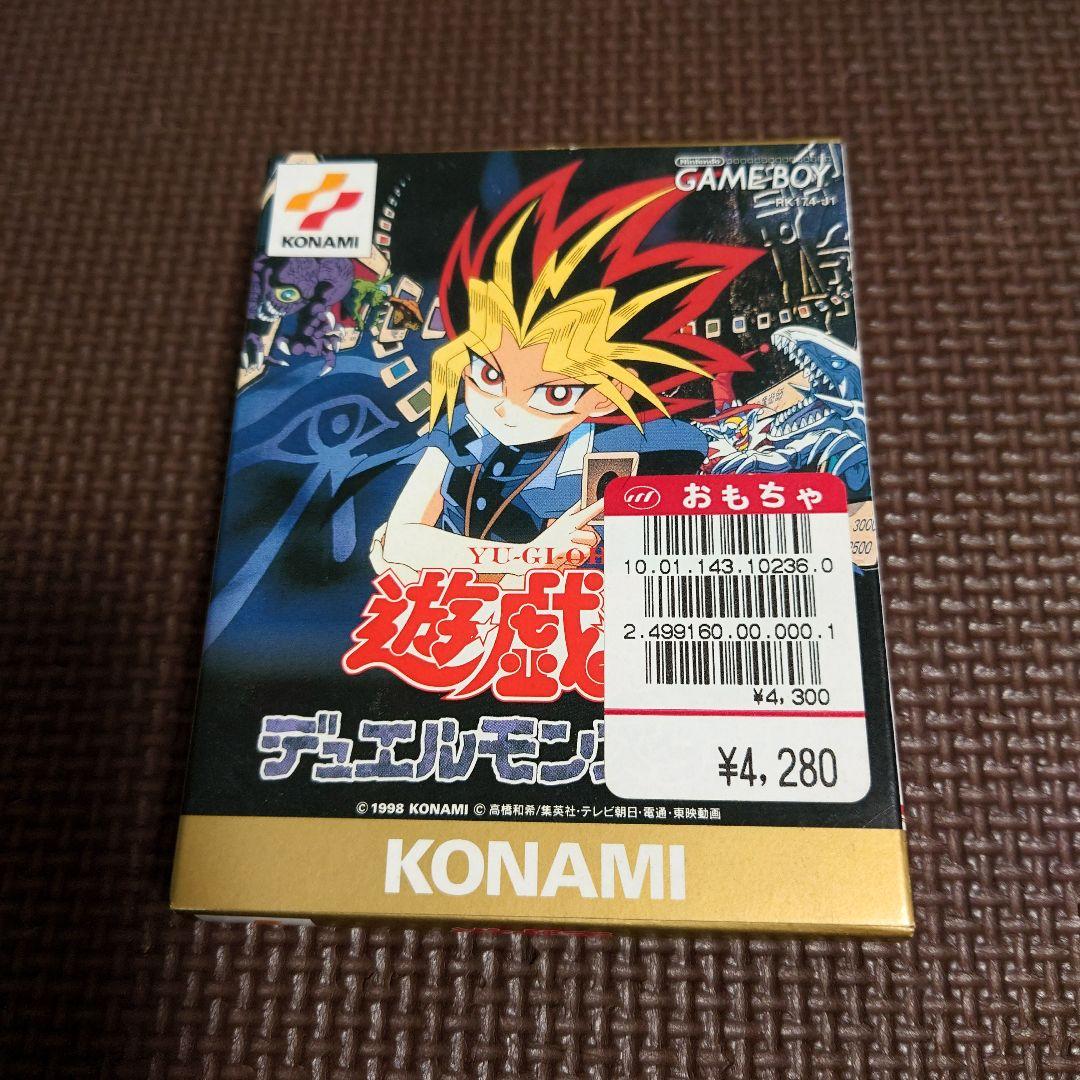 Nintendo
GAME BOY
RK174-J1
KONAMI
YU-GI-OH
遊戯
デュエルモンス
おもちゃ
10.01.143.10236.0
2.499160.00.000.1
¥4,300
¥4,280
3000
2500
©1998 KONAMI © 高橋和希/集英社・テレビ朝日・電通・東映動画
KONAMI